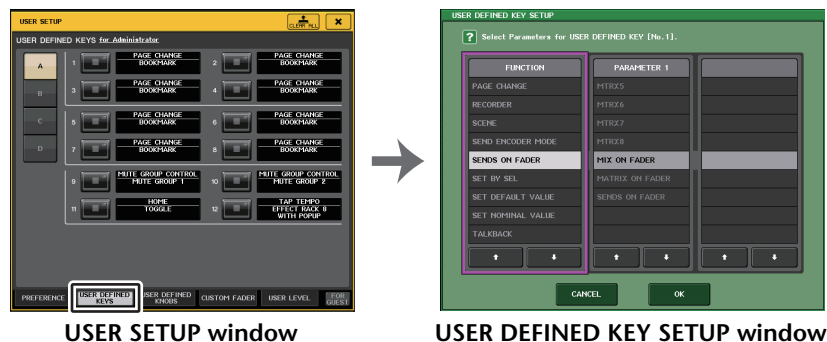 USER SETUP
CLEAR ALL
USER DEFINED KEYS for Administrator
A
B
C
D
1
PAGE CHANGE
BOOKMARK
2
PAGE CHANGE
BOOKMARK
3
PAGE CHANGE
BOOKMARK
4
PAGE CHANGE
BOOKMARK
5
PAGE CHANGE
BOOKMARK
6
PAGE CHANGE
BOOKMARK
7
PAGE CHANGE
BOOKMARK
8
PAGE CHANGE
BOOKMARK
9
MUTE GROUP CONTROL
MUTE GROUP 1
10
MUTE GROUP CONTROL
MUTE GROUP 2
11
HOME
TOGGLE
12
TAP TEMPO
EFFECT RACK 8
WITH POPUP
PREFERENCE
USER DEFINED
KEYS
USER DEFINED
KNOBS
CUSTOM FADER
USER LEVEL
FOR
GUEST
USER SETUP window
USER DEFINED KEY SETUP
? Select Parameters for USER DEFINED KEY [No.1].
FUNCTION
PARAMETER 1
PAGE CHANGE
MTRX5
RECORDER
MTRX6
SCENE
MTRX7
SEND ENCODER MODE
MTRX8
SENDS ON FADER
MIX ON FADER
SET BY SEL
MATRIX ON FADER
SET DEFAULT VALUE
SENDS ON FADER
SET NOMINAL VALUE
TALKBACK
CANCEL
OK
USER DEFINED KEY SETUP window